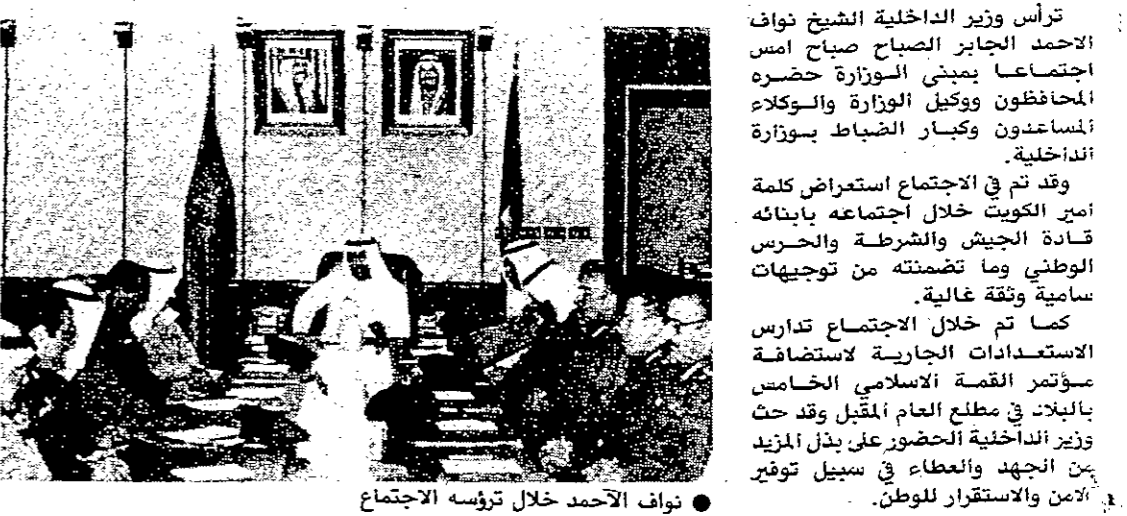 ترأس وزير الداخلية الشيخ نواف
الاحمد الجابر الصباح صباح امس
اجتماعا بمبنى الوزارة حضره
المحافظون ووكيل الوزارة والوكلاء
المساعدون وكبار الضباط بوزارة
الداخلية.
وقد تم في الاجتماع استعراض كلمة
امير الكويت خلال اجتماعه بابنائه
قادة الجيش والشرطة والحرس
الوطني وما تضمنته من توجيهات
سامية وثقة غالية.
كما تم خلال الاجتماع تدارس
الاستعدادات الجارية لاستضافة
مؤتمر القمة الاسلامي الخامس
بالبلاد في مطلع العام المقبل وقد حث
وزير الداخلية الحضور على بذل المزيد
من الجهد والعطاء في سبيل توفير
الامن والاستقرار للوطن.
● نواف الأحمد خلال ترؤسه الاجتماع